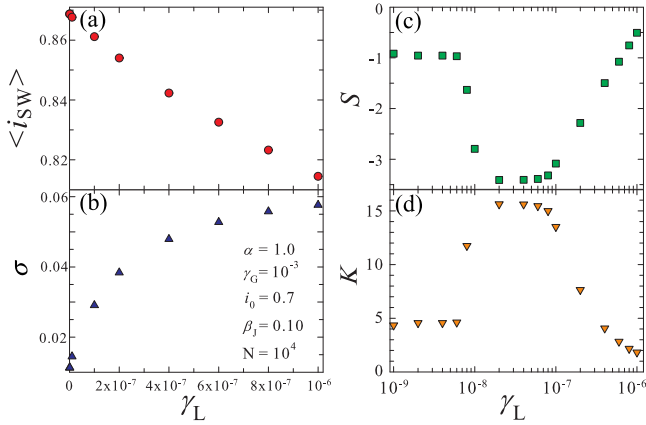 (a)
<i_SW>
0.86
0.84
0.82
(b)
σ
0.06
0.04
0.02
α = 1.0
γ_G = 10^-3
i_0 = 0.7
β_J = 0.10
N = 10^4
0 2x10^-7 4x10^-7 6x10^-7 8x10^-7 10^-6
γ_L
(c)
S
0
-1
-2
-3
(d)
K
15
10
5
0
10^-9 10^-8 10^-7 10^-6
γ_L